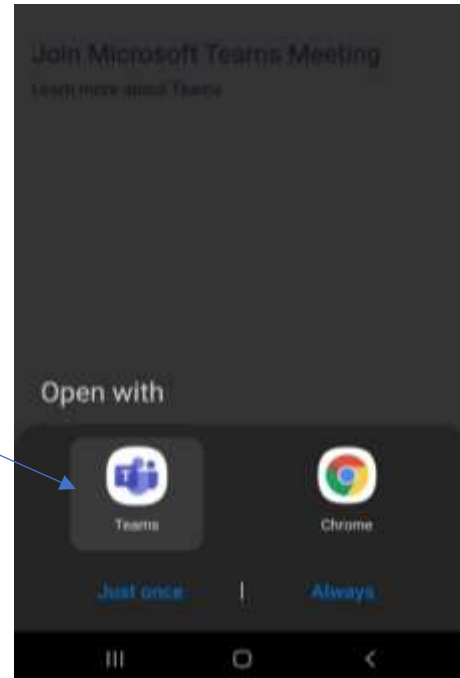 Join Microsoft Teams Meeting
Learn more about Teams
Open with
Teams
Chrome
Just once | Always